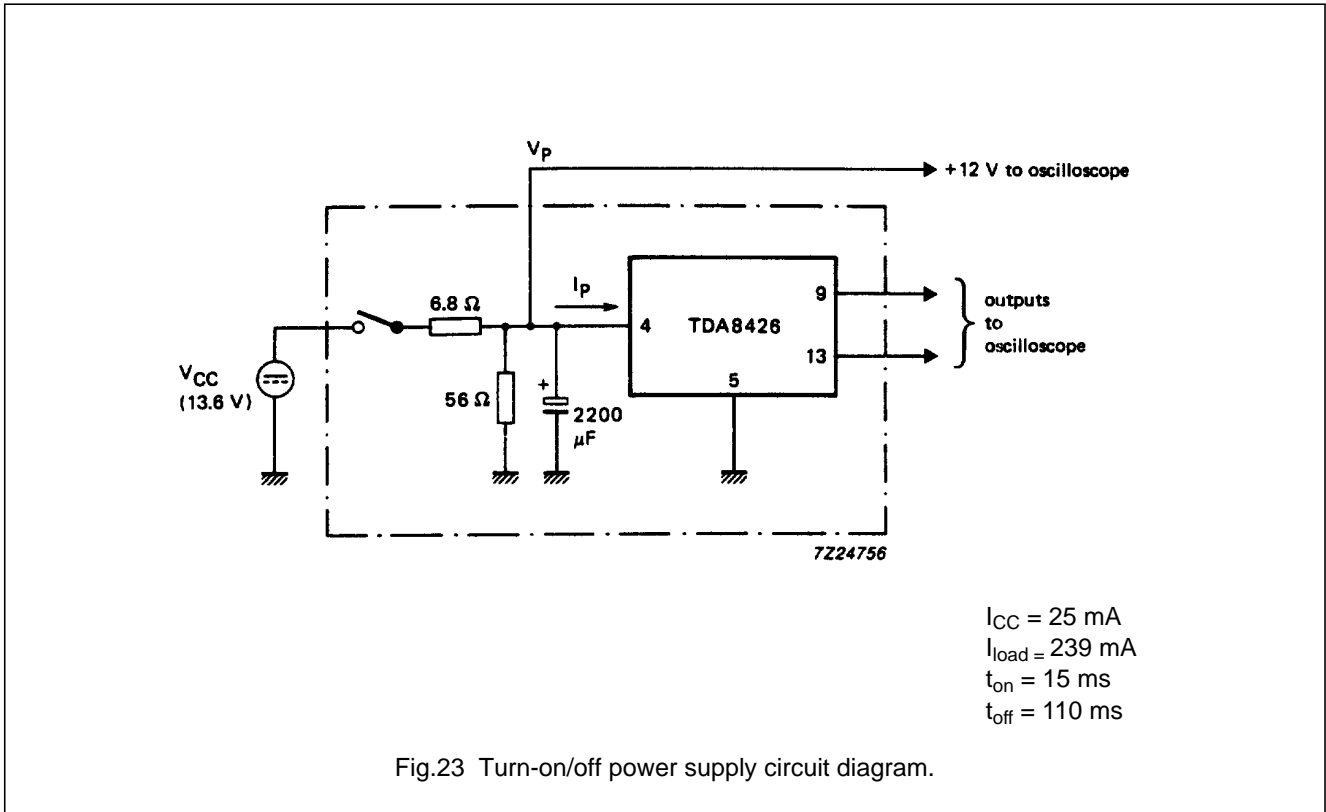 V_P
+12 V to oscilloscope
I_P
6.8 Ω
4
TDA8426
9
13
5
outputs
to
oscilloscope
V_CC
(13.6 V)
56 Ω
+
2200
µF
7Z24756
I_CC = 25 mA
I_load = 239 mA
t_on = 15 ms
t_off = 110 ms
Fig.23 Turn-on/off power supply circuit diagram.